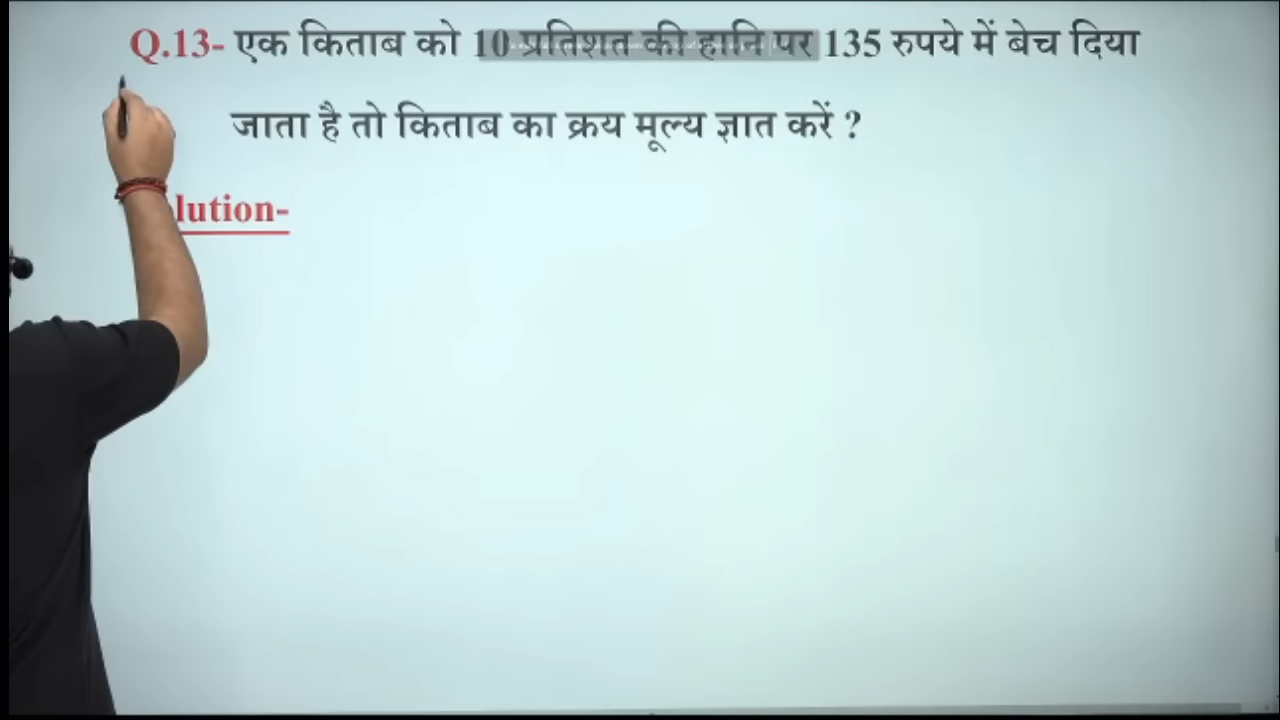 Q.13- एक किताब को 10 प्रतिशत की हानि पर 135 रुपये में बेच दिया
जाता है तो किताब का क्रय मूल्य ज्ञात करें ?
lution-